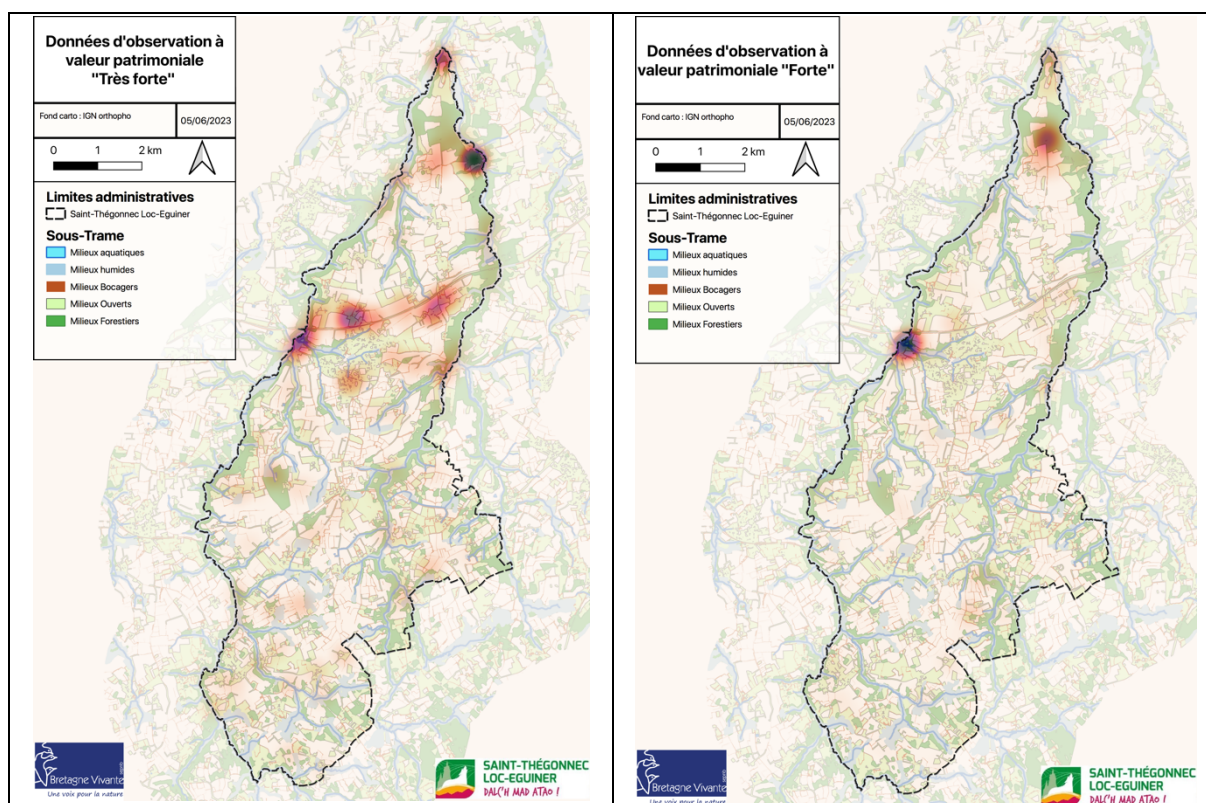 Données d'observation à
valeur patrimoniale
"Très forte"
Fond carto : IGN orthopho
05/06/2023
0 1 2 km
Limites administratives
Saint-Thégonnec Loc-Eguiner
Sous-Trame
Milieux aquatiques
Milieux humides
Milieux Bocagers
Milieux Ouverts
Milieux Forestiers
Bretagne Vivante
Une voix pour la nature
SAINT-THÉGONNEC
LOC-EGUINER
DALC'H MAD ATAO !
Données d'observation à
valeur patrimoniale "Forte"
Fond carto : IGN orthopho
05/06/2023
0 1 2 km
Limites administratives
Saint-Thégonnec Loc-Eguiner
Sous-Trame
Milieux aquatiques
Milieux humides
Milieux Bocagers
Milieux Ouverts
Milieux Forestiers
Bretagne Vivante
Une voix pour la nature
SAINT-THÉGONNEC
LOC-EGUINER
DALC'H MAD ATAO !